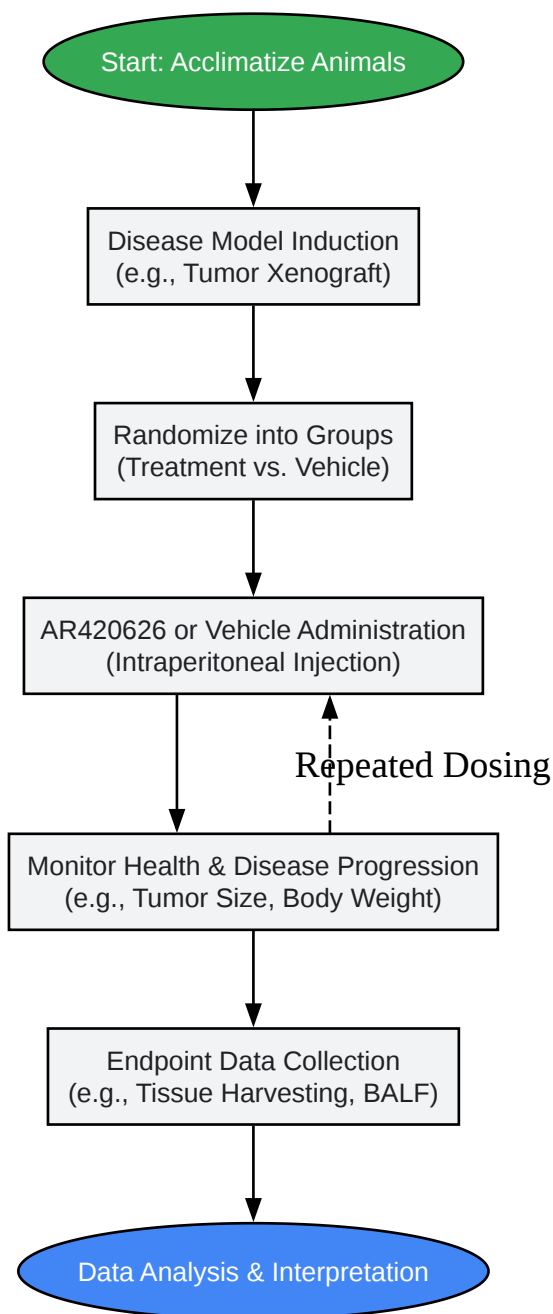 Start: Acclimatize Animals
Disease Model Induction
(e.g., Tumor Xenograft)
Randomize into Groups
(Treatment vs. Vehicle)
AR420626 or Vehicle Administration
(Intraperitoneal Injection)
Repeated Dosing
Monitor Health & Disease Progression
(e.g., Tumor Size, Body Weight)
Endpoint Data Collection
(e.g., Tissue Harvesting, BALF)
Data Analysis & Interpretation